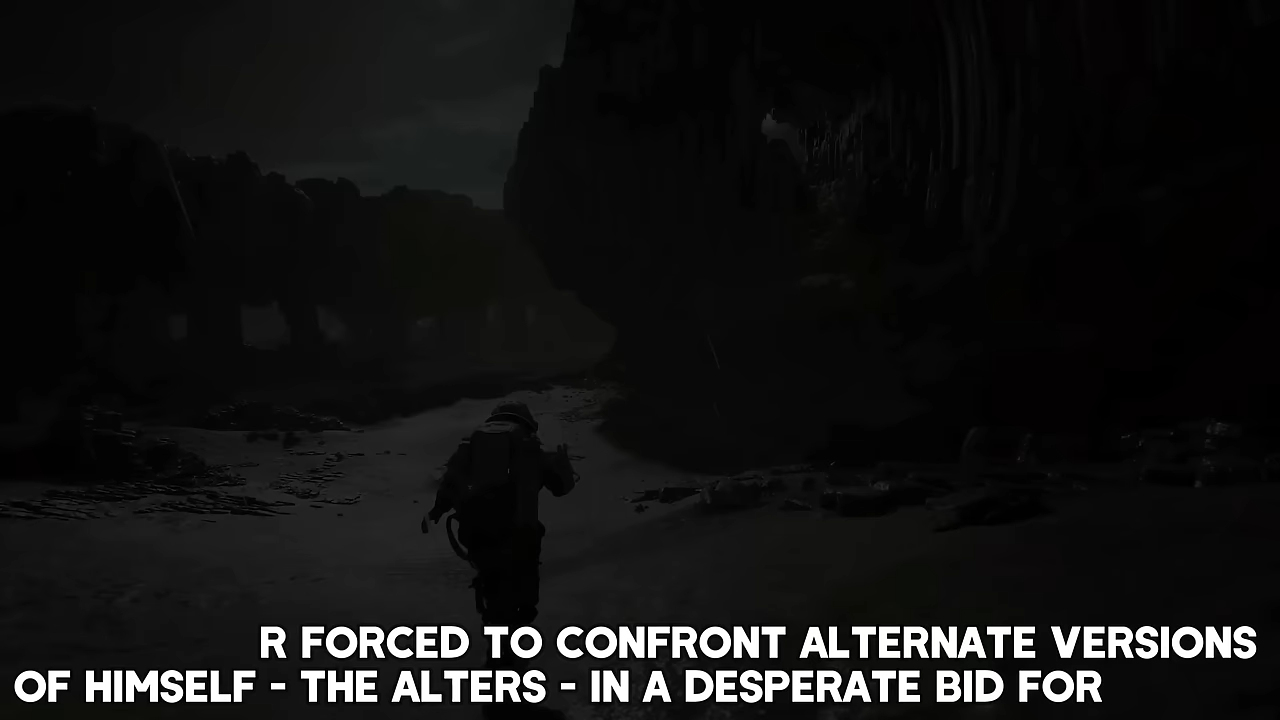 R FORCED TO CONFRONT ALTERNATE VERSIONS
OF HIMSELF - THE ALTERS - IN A DESPERATE BID FOR